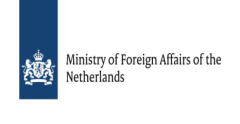 Ministry of Foreign Affairs of the
Netherlands